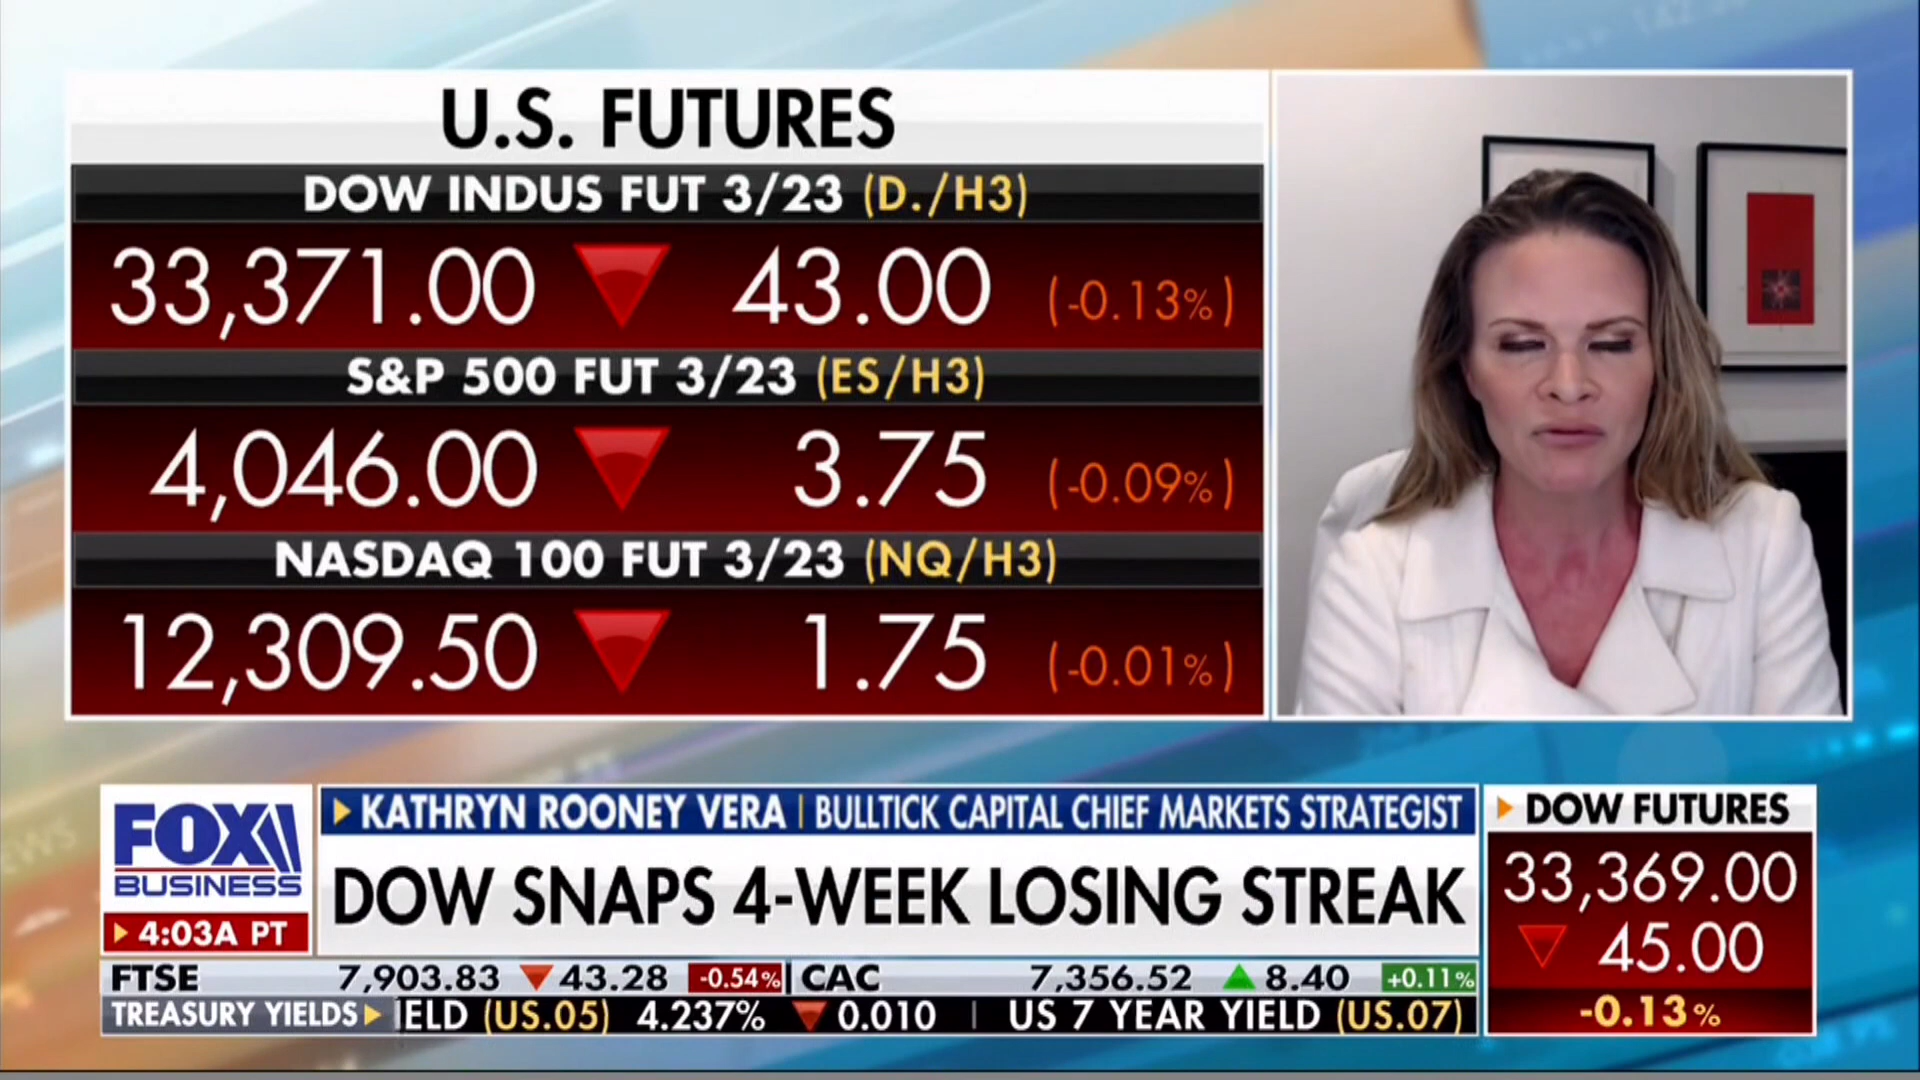 U.S. FUTURES
DOW INDUS FUT 3/23 (D./H3)
33,371.00 ▼ 43.00 (-0.13%)
S&P 500 FUT 3/23 (ES/H3)
4,046.00 ▼ 3.75 (-0.09%)
NASDAQ 100 FUT 3/23 (NQ/H3)
12,309.50 ▼ 1.75 (-0.01%)
FOX
BUSINESS
4:03A PT
KATHRYN ROONEY VERA | BULLTICK CAPITAL CHIEF MARKETS STRATEGIST
DOW SNAPS 4-WEEK LOSING STREAK
DOW FUTURES
33,369.00
▼ 45.00
-0.13%
FTSE 7,903.83 ▼ 43.28 -0.54% | CAC 7,356.52 ▲ 8.40 +0.11%
TREASURY YIELDS IELD (US.05) 4.237% ▼ 0.010 | US 7 YEAR YIELD (US.07)